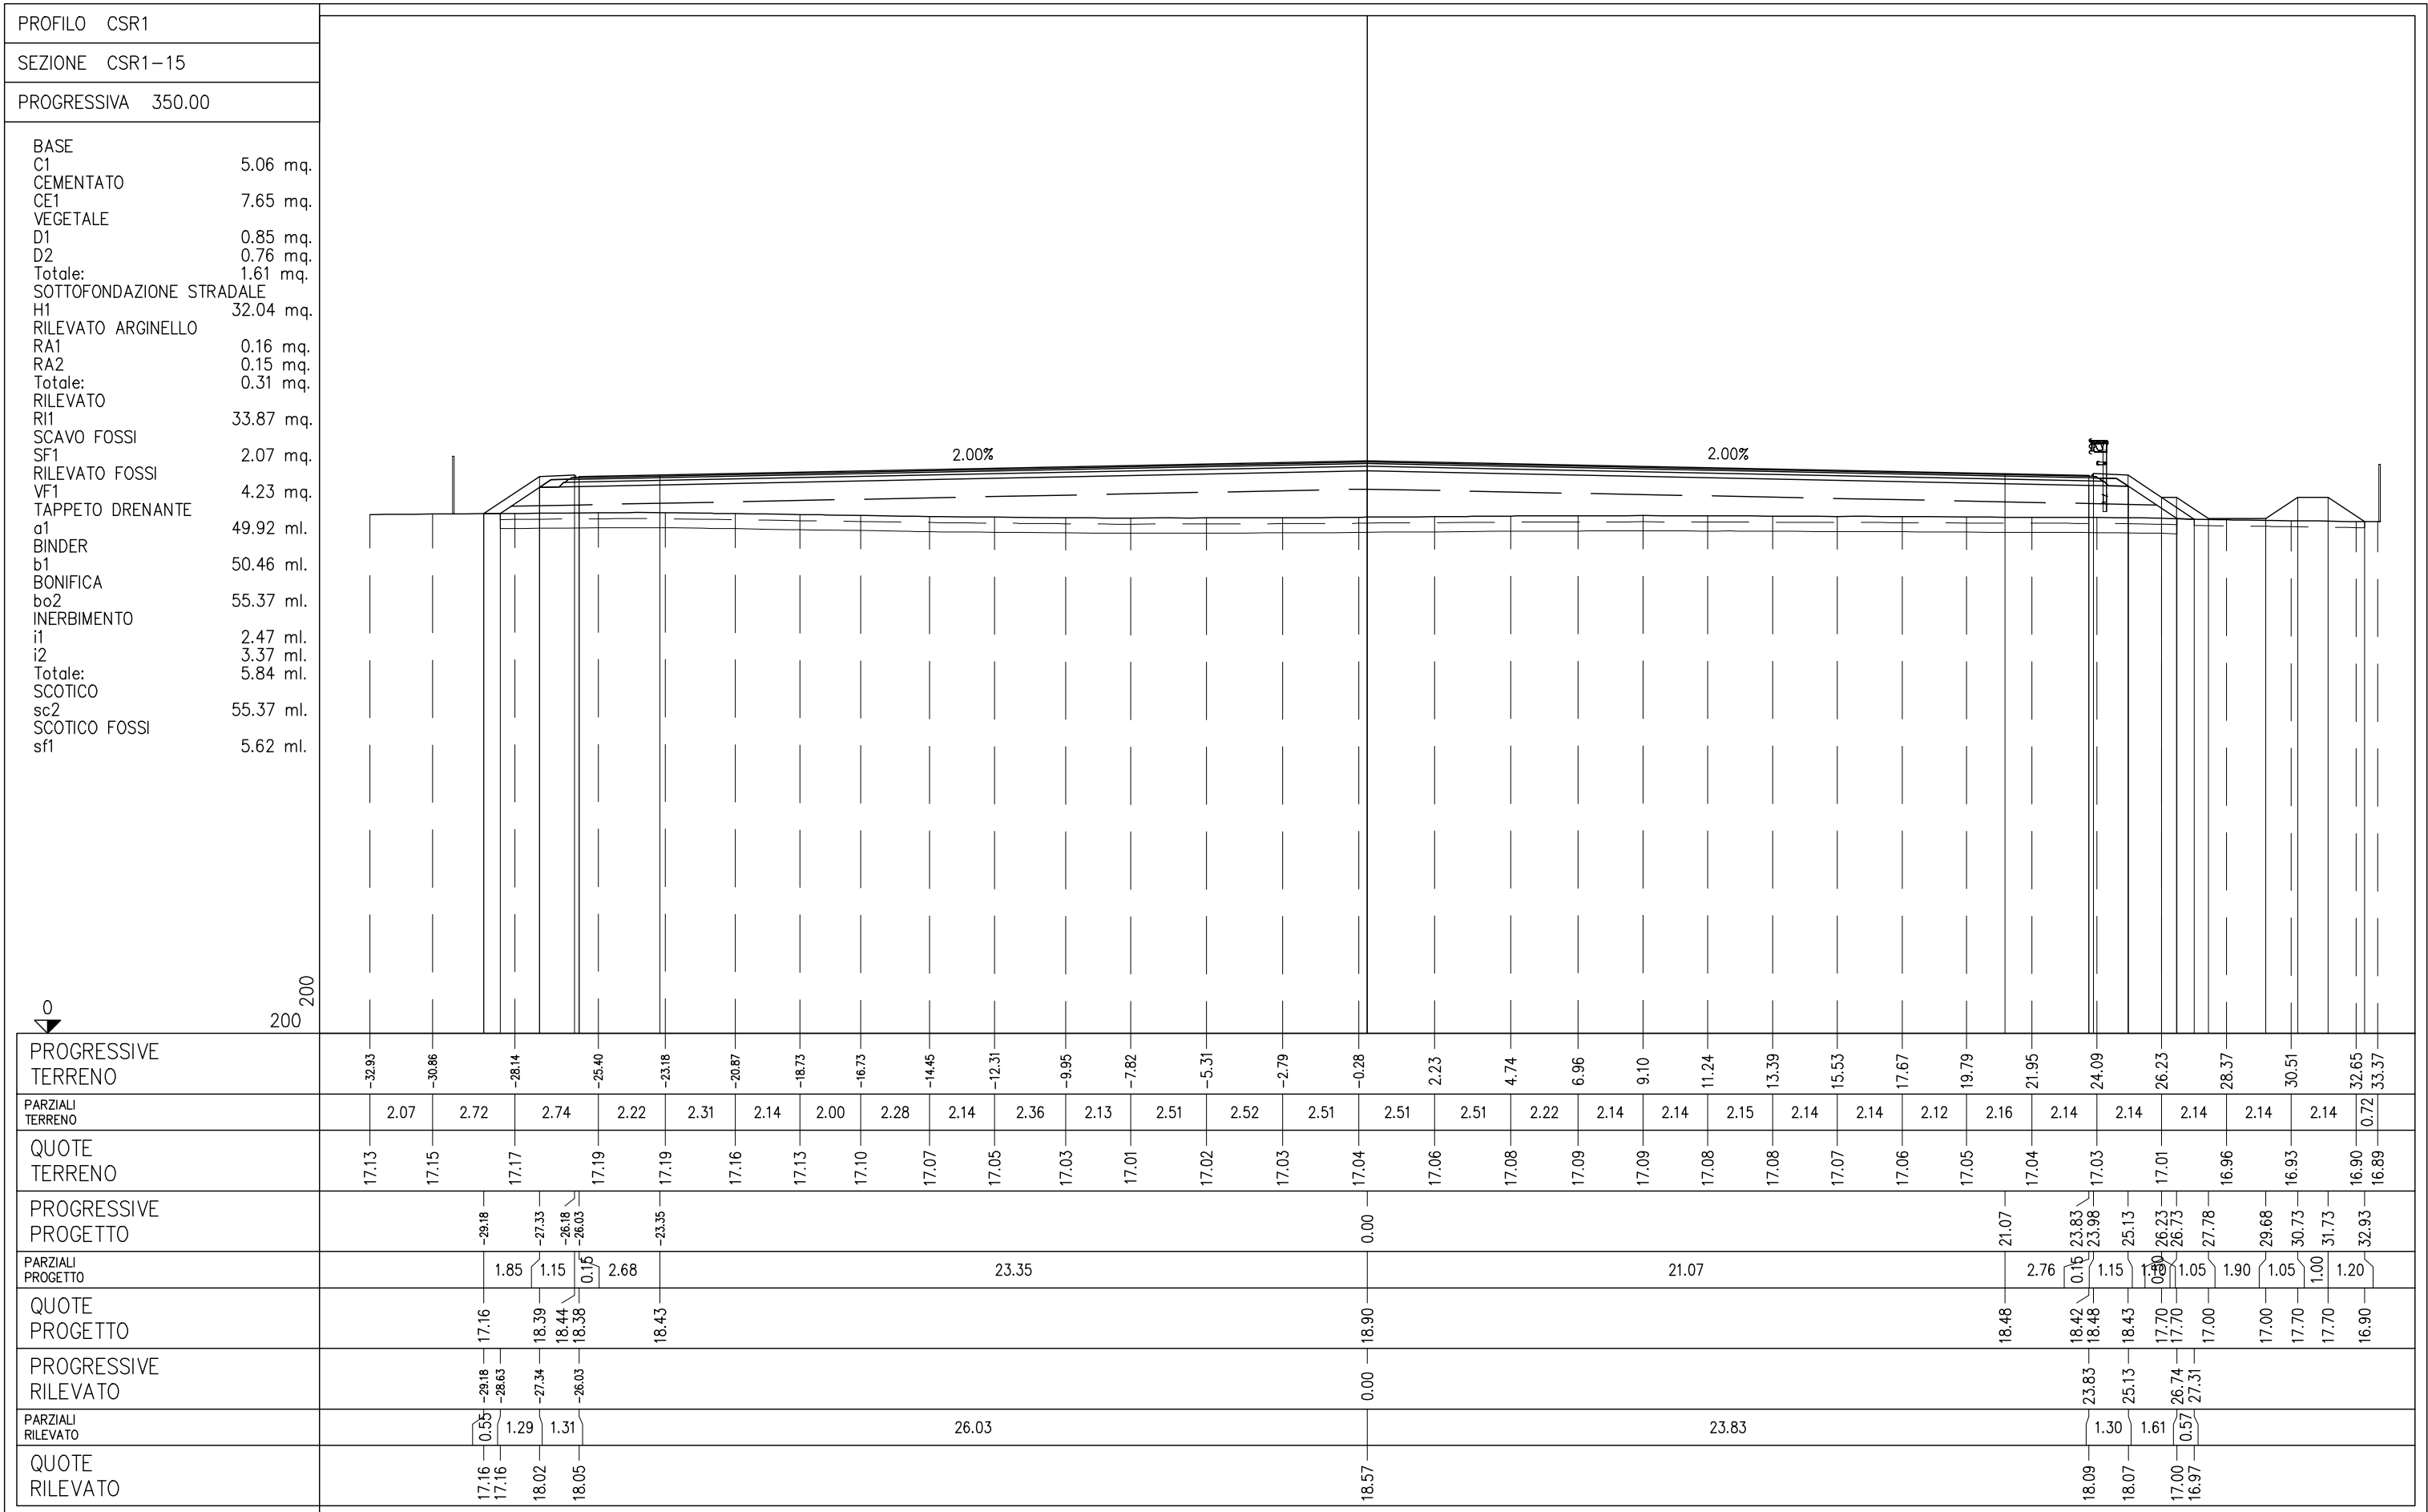 PROFILO CSR1
SEZIONE CSR1-15
PROGRESSIVA 350.00
BASE
C1 5.06 mq.
CEMENTATO
CE1 7.65 mq.
VEGETALE
D1 0.85 mq.
D2 0.76 mq.
Totale: 1.61 mq.
SOTTOFONDAZIONE STRADALE
H1 32.04 mq.
RILEVATO ARGINELLO
RA1 0.16 mq.
RA2 0.15 mq.
Totale: 0.31 mq.
RILEVATO
RI1 33.87 mq.
SCAVO FOSSI
SF1 2.07 mq.
RILEVATO FOSSI
VF1 4.23 mq.
TAPPETO DRENANTE
a1 49.92 ml.
BINDER
b1 50.46 ml.
BONIFICA
bo2 55.37 ml.
INERBIMENTO
i1 2.47 ml.
i2 3.37 ml.
Totale: 5.84 ml.
SCOTICO
sc2 55.37 ml.
SCOTICO FOSSI
sf1 5.62 ml.
2.00% 2.00%
0 200
200
PROGRESSIVE TERRENO
-32.93 -30.86 -28.14 -25.40 -23.18 -20.87 -18.73 -16.73 -14.45 -12.31 -9.95 -7.82 -5.31 -2.79 -0.28 2.23 4.74 6.96 9.10 11.24 13.39 15.53 17.67 19.79 21.95 24.09 26.23 28.37 30.51 32.65 33.37
PARZIALI TERRENO
2.07 2.72 2.74 2.22 2.31 2.14 2.00 2.28 2.14 2.36 2.13 2.51 2.52 2.51 2.51 2.51 2.22 2.14 2.14 2.15 2.14 2.14 2.12 2.16 2.14 2.14 2.14 2.14 2.14 0.72
QUOTE TERRENO
17.13 17.15 17.17 17.19 17.19 17.16 17.13 17.10 17.07 17.05 17.03 17.01 17.02 17.03 17.04 17.06 17.08 17.09 17.09 17.08 17.08 17.07 17.06 17.05 17.04 17.03 17.01 16.96 16.93 16.90 16.89
PROGRESSIVE PROGETTO
-29.18 -27.33 -26.18 -26.03 -23.35 0.00 21.07 23.83 23.98 25.13 26.23 26.73 27.78 29.68 30.73 31.73 32.93
PARZIALI PROGETTO
1.85 1.15 0.15 2.68 23.35 21.07 2.76 0.15 1.15 1.10 0.50 1.05 1.90 1.05 1.00 1.20
QUOTE PROGETTO
17.16 18.39 18.44 18.38 18.43 18.90 18.48 18.42 18.48 18.43 17.70 17.70 17.00 17.00 17.70 17.70 16.90
PROGRESSIVE RILEVATO
-29.18 -28.63 -27.34 -26.03 0.00 23.83 25.13 26.74 27.31
PARZIALI RILEVATO
0.55 1.29 1.31 26.03 23.83 1.30 1.61 0.57
QUOTE RILEVATO
17.16 17.16 18.02 18.05 18.57 18.09 18.07 17.00 16.97